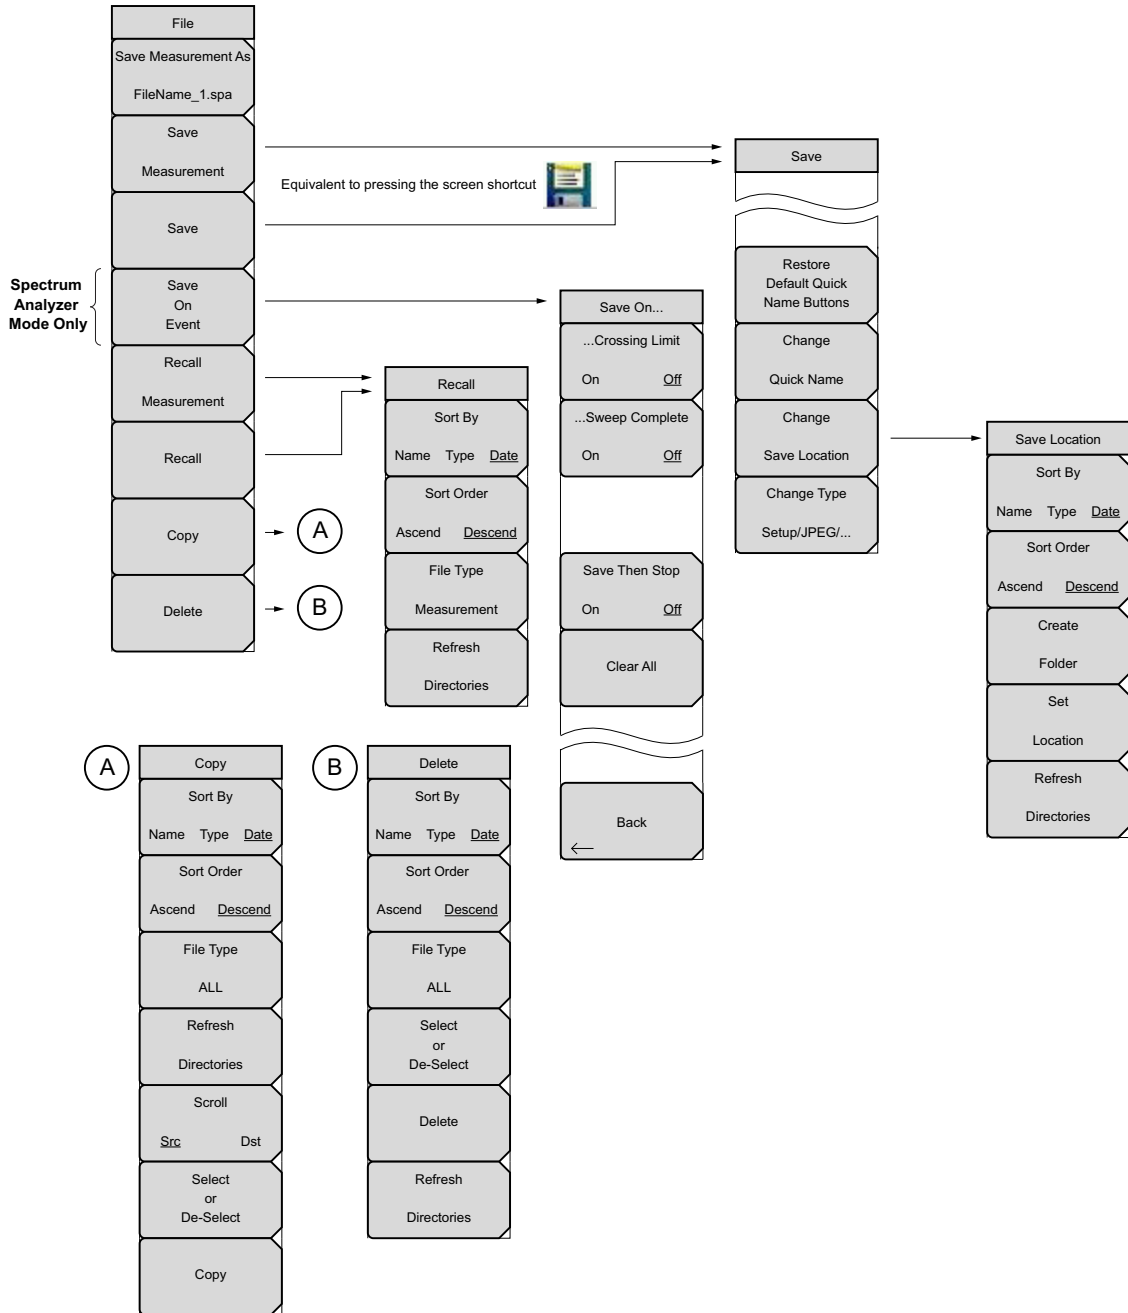 File
Save Measurement As
FileName_1.spa
Save
Measurement
Save
Spectrum
Analyzer
Mode Only
Save
On
Event
Recall
Measurement
Recall
Copy
A
Delete
B
Equivalent to pressing the screen shortcut
Recall
Sort By
Name Type Date
Sort Order
Ascend Descend
File Type
Measurement
Refresh
Directories
Save On...
...Crossing Limit
On Off
...Sweep Complete
On Off
Save Then Stop
On Off
Clear All
Back
Save
Restore
Default Quick
Name Buttons
Change
Quick Name
Change
Save Location
Change Type
Setup/JPEG/...
Save Location
Sort By
Name Type Date
Sort Order
Ascend Descend
Create
Folder
Set
Location
Refresh
Directories
A
Copy
Sort By
Name Type Date
Sort Order
Ascend Descend
File Type
ALL
Refresh
Directories
Scroll
Src Dst
Select
or
De-Select
Copy
B
Delete
Sort By
Name Type Date
Sort Order
Ascend Descend
File Type
ALL
Select
or
De-Select
Delete
Refresh
Directories